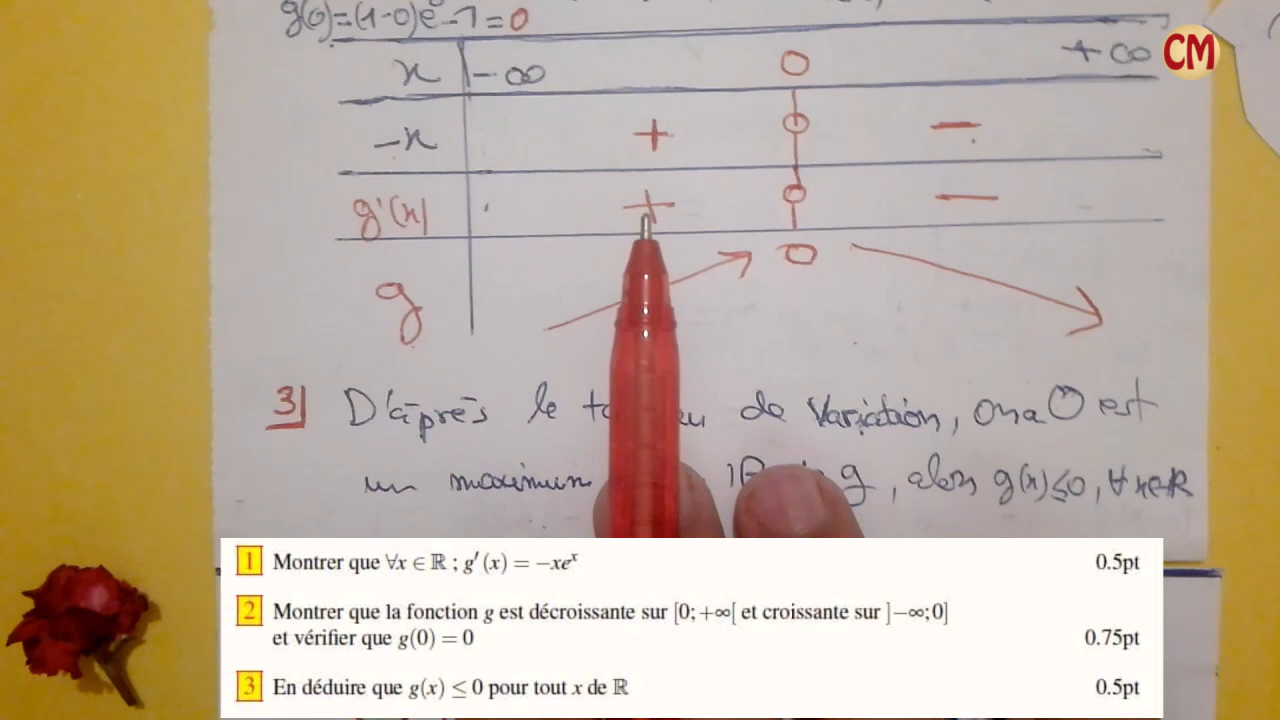 g(0)=(1-0)e⁰-1=0
CM
x -∞ 0 +∞
-x + 0 -
g'(x) + 0 -
0
g
3| D'après le de variation, on a 0 est
un maximum g, alors g(x)≤0, ∀x∈ℝ
1 Montrer que ∀x ∈ ℝ ; g′(x) = −xeˣ 0.5pt
2 Montrer que la fonction g est décroissante sur [0;+∞[ et croissante sur ]−∞;0]
et vérifier que g(0) = 0 0.75pt
3 En déduire que g(x) ≤ 0 pour tout x de ℝ 0.5pt